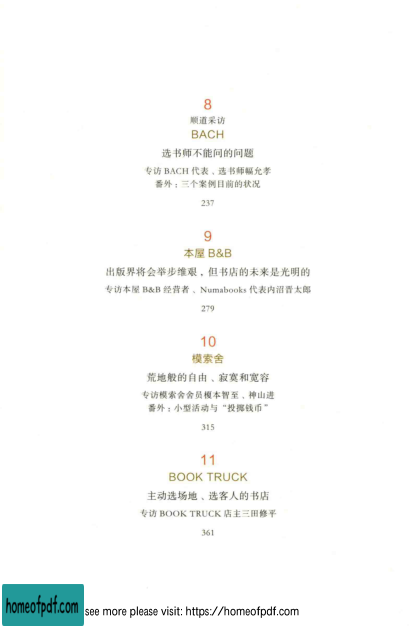 8
顺道采访
BACH
选书师不能问的问题
专访 BACH 代表、选书师幅允孝
番外：三个案例目前的状况
237
9
本屋 B&B
出版界将会举步维艰，但书店的未来是光明的
专访本屋 B&B 经营者、Numabooks 代表内沼晋太郎
279
10
模索舍
荒地般的自由、寂寞和宽容
专访模索舍舍员榎本智至、神山进
番外：小型活动与“投掷钱币”
315
11
BOOK TRUCK
主动选场地、选客人的书店
专访 BOOK TRUCK 店主三田修平
361
homeofpdf.com
see more please visit: https://homeofpdf.com